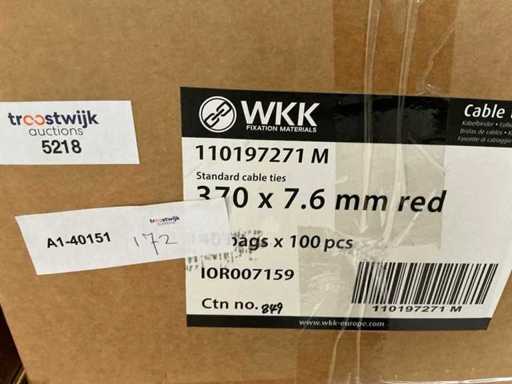 troostwijk
auctions
5218
WKK
FIXATION MATERIALS
Cable
Kabelbinder
110197271 M
Standard cable ties
370 x 7.6 mm red
troostwijk
A1-40151
172
bags x 100 pcs
IOR007159
Ctn no. 849
110197271 M
www.wkk-europe.com